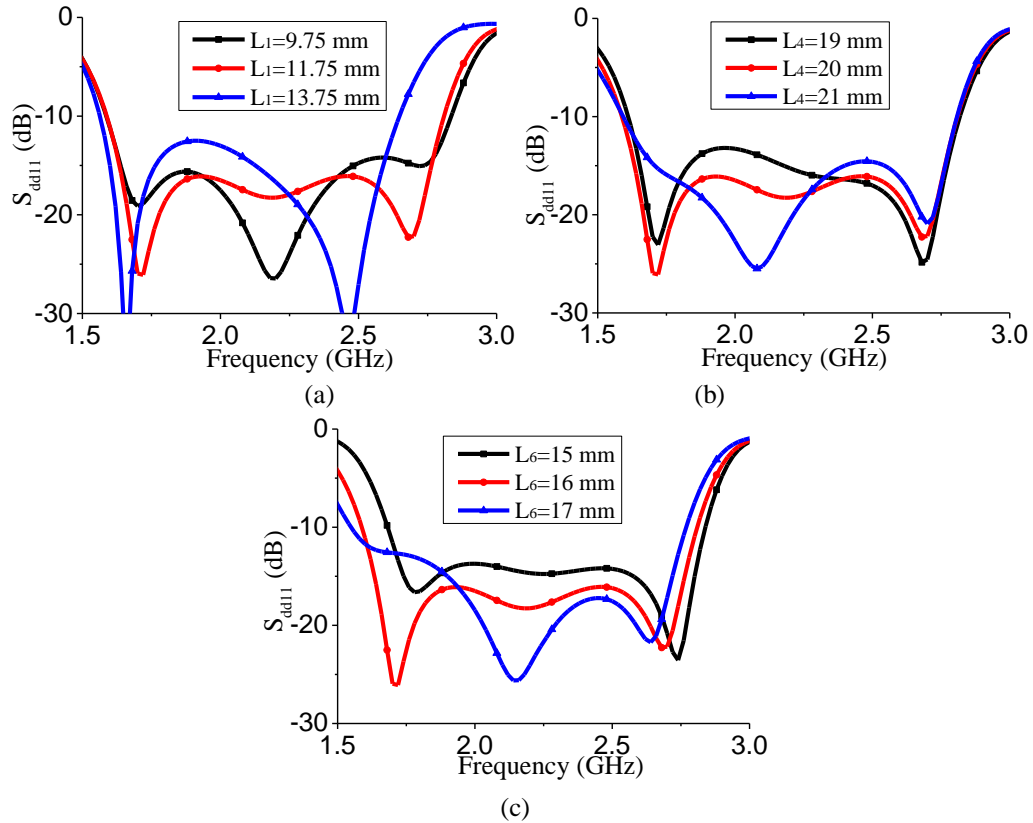 0
-10
-20
-30
S_dd11 (dB)
L₁=9.75 mm
L₁=11.75 mm
L₁=13.75 mm
1.5 2.0 2.5 3.0
Frequency (GHz)
(a)
0
-10
-20
-30
S_dd11 (dB)
L₄=19 mm
L₄=20 mm
L₄=21 mm
1.5 2.0 2.5 3.0
Frequency (GHz)
(b)
0
-10
-20
-30
S_dd11 (dB)
L₆=15 mm
L₆=16 mm
L₆=17 mm
1.5 2.0 2.5 3.0
Frequency (GHz)
(c)